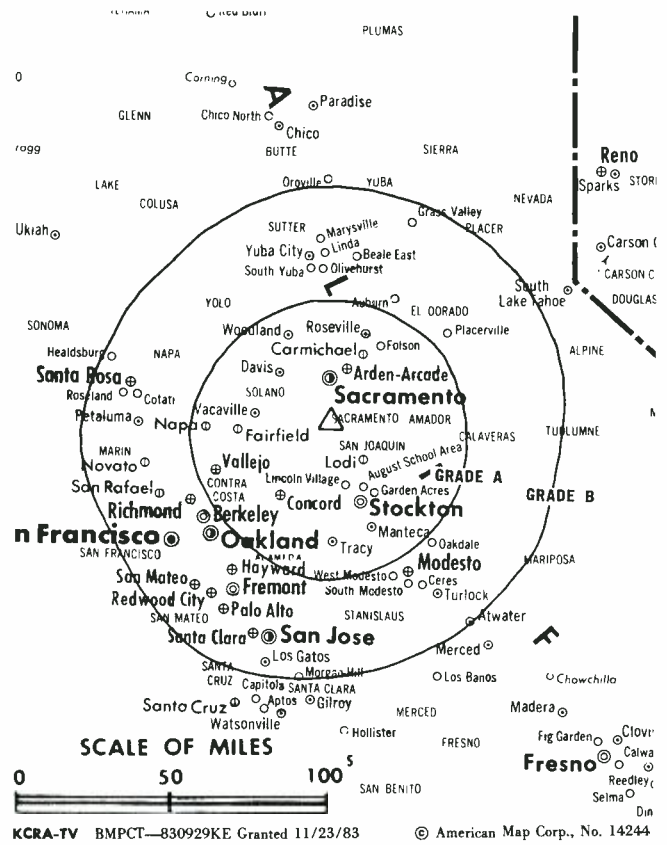 Red Bluff
PLUMAS
Corning
A
Paradise
GLENN
Chico North
Chico
BUTTE
SIERRA
Reno
Sparks
LAKE
Oroville
YUBA
NEVADA
COLUSA
Grass Valley
PLACER
Ukiah
SUTTER
Marysville
Linda
Yuba City
Beale East
South Yuba
Olivehurst
Carson C
CARSON C
L
South
Lake Tahoe
DOUGLAS
YOLO
Auburn
EL DORADO
SONOMA
Woodland
Roseville
Placerville
Healdsburg
NAPA
Carmichael
Folson
ALPINE
Santa Rosa
Davis
Arden-Arcade
Roseland
Cotati
SOLANO
Sacramento
Petaluma
Vacaville
Napa
Fairfield
SACRAMENTO
AMADOR
CALAVERAS
TUOLUMNE
MARIN
Novato
SAN JOAQUIN
Lodi
August School Area
Vallejo
Lincoln Village
GRADE A
San Rafael
CONTRA
COSTA
Concord
Garden Acres
GRADE B
Richmond
Stockton
Berkeley
Manteca
n Francisco
Oakland
Oakdale
SAN FRANCISCO
Tracy
ALAMEDA
MARIPOSA
Hayward
Modesto
San Mateo
West Modesto
Fremont
South Modesto
Ceres
Redwood City
Turlock
Palo Alto
SAN MATEO
STANISLAUS
Atwater
Santa Clara
San Jose
F
Merced
Los Gatos
SANTA
CRUZ
Morgan Hill
Los Banos
Chowchilla
Capitola
SANTA CLARA
Santa Cruz
Aptos
Gilroy
MERCED
Madera
Watsonville
Hollister
FRESNO
Fig Garden
Clovi
Calwa
SCALE OF MILES
Fresno
0 50 100
Reedley
SAN BENITO
Selma
Din
KCRA-TV BMPCT—830929KE Granted 11/23/83 © American Map Corp., No. 14244